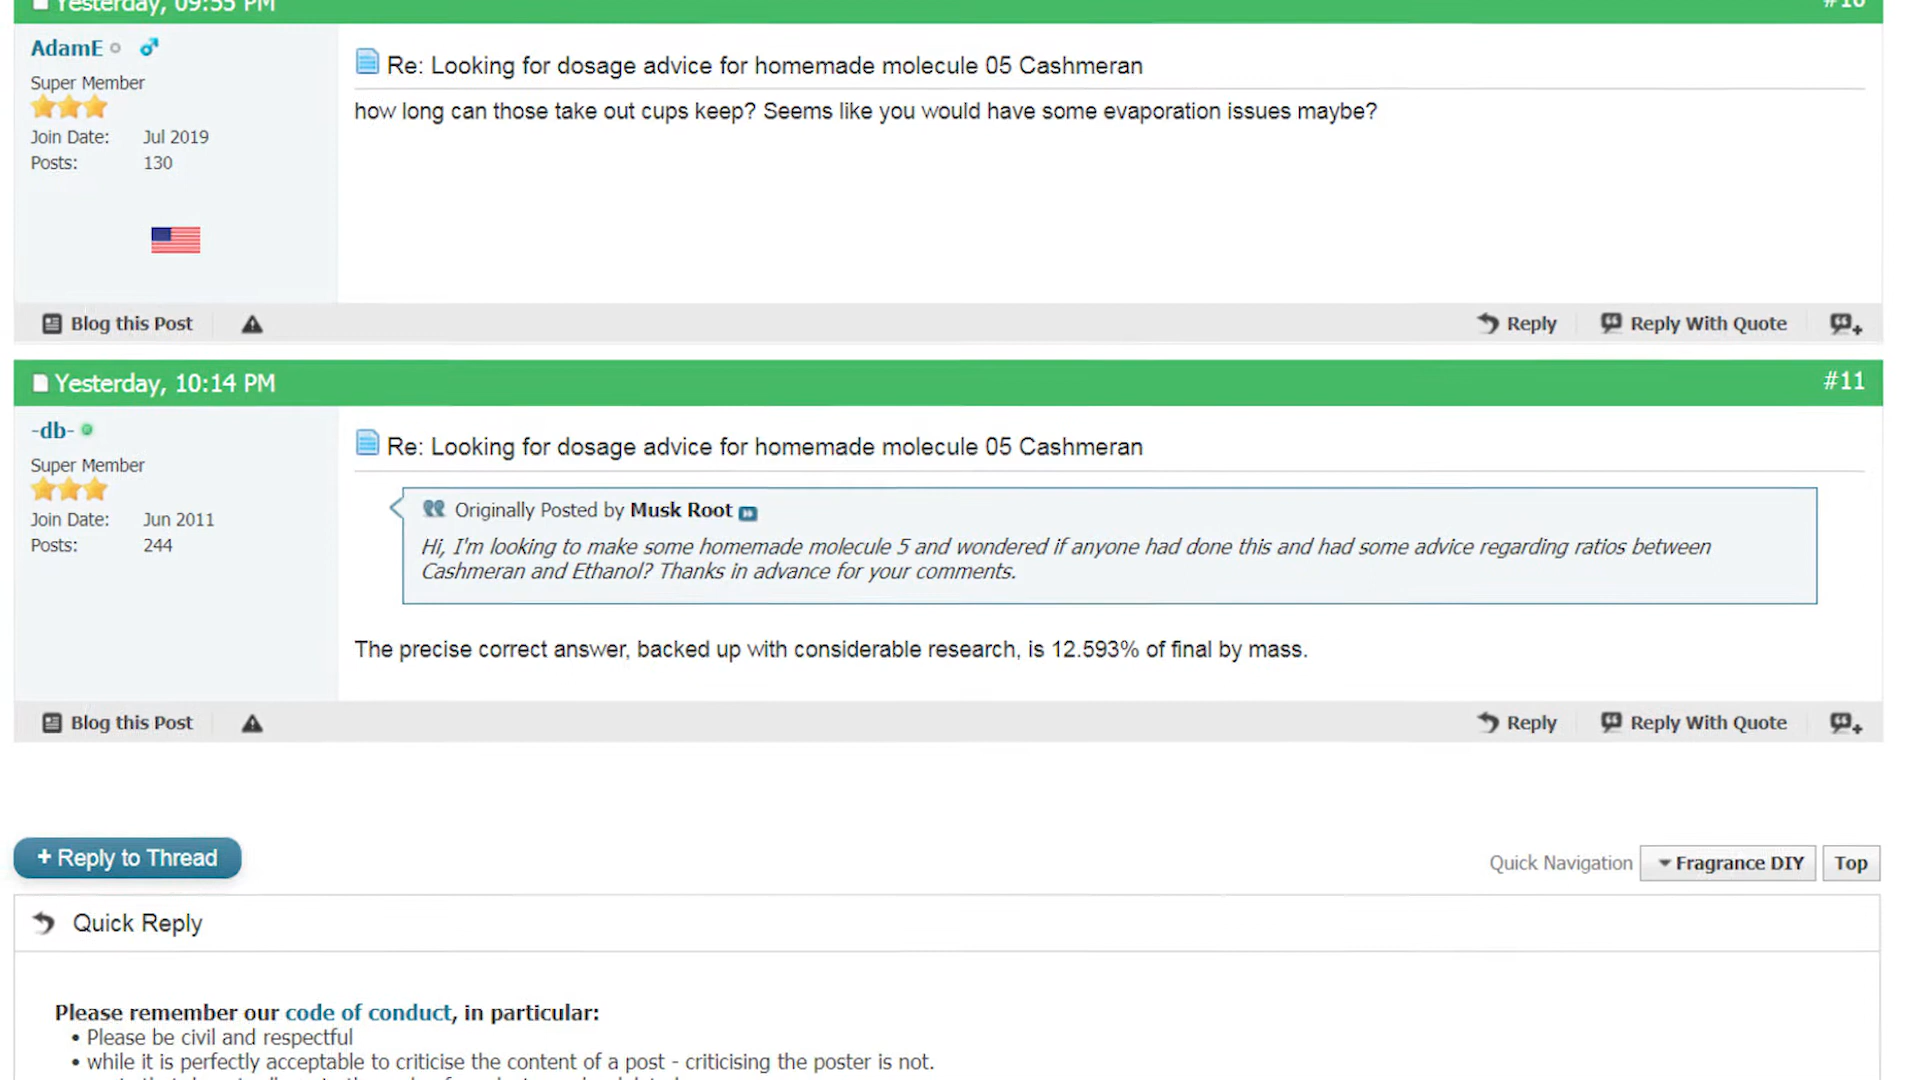 Yesterday, 09:55 PM #10
AdamE
Super Member
Join Date: Jul 2019
Posts: 130
Re: Looking for dosage advice for homemade molecule 05 Cashmeran
how long can those take out cups keep? Seems like you would have some evaporation issues maybe?
Blog this Post Reply Reply With Quote
Yesterday, 10:14 PM #11
-db-
Super Member
Join Date: Jun 2011
Posts: 244
Re: Looking for dosage advice for homemade molecule 05 Cashmeran
Originally Posted by Musk Root
Hi, I'm looking to make some homemade molecule 5 and wondered if anyone had done this and had some advice regarding ratios between
Cashmeran and Ethanol? Thanks in advance for your comments.
The precise correct answer, backed up with considerable research, is 12.593% of final by mass.
Blog this Post Reply Reply With Quote
+ Reply to Thread
Quick Navigation Fragrance DIY Top
Quick Reply
Please remember our code of conduct, in particular:
• Please be civil and respectful
• while it is perfectly acceptable to criticise the content of a post - criticising the poster is not.